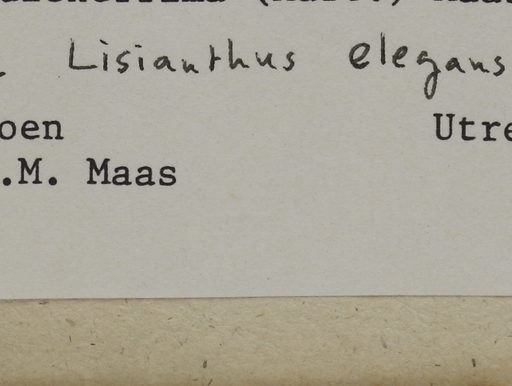 Lisianthus elegans
oen Utre
.M. Maas